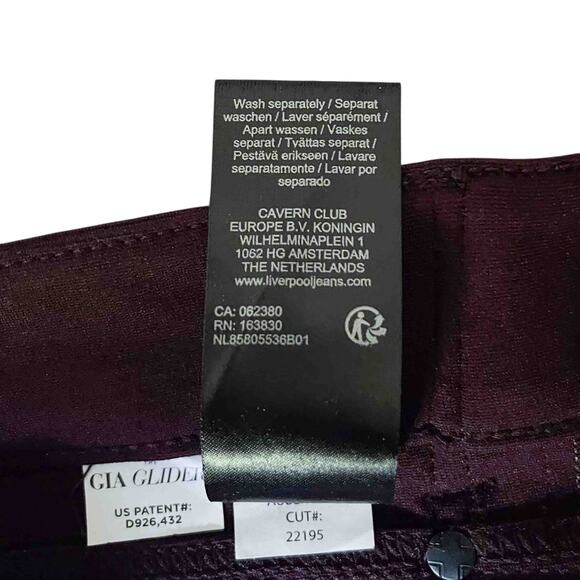 Wash separately / Separat
waschen / Laver séparément /
Apart wassen / Vaskes
separat / Tvättas separat /
Pestävä erikseen / Lavare
separatamente / Lavar por
separado
CAVERN CLUB
EUROPE B.V. KONINGIN
WILHELMINAPLEIN 1
1062 HG AMSTERDAM
THE NETHERLANDS
www.liverpooljeans.com
CA: 062380
RN: 163830
NL85805536B01
GIA GLIDER
US PATENT#:
D926,432
CUT#:
22195